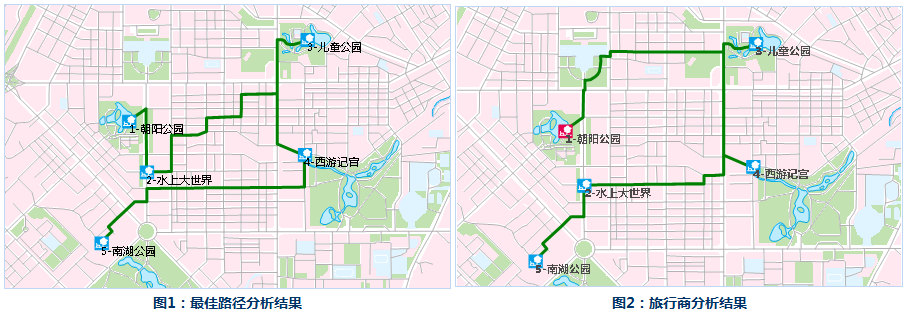 3-儿童公园
1-朝阳公园
4-西游记宫
2-水上大世界
5-南湖公园
图1：最佳路径分析结果
3-儿童公园
1-朝阳公园
4-西游记宫
2-水上大世界
5-南湖公园
图2：旅行商分析结果